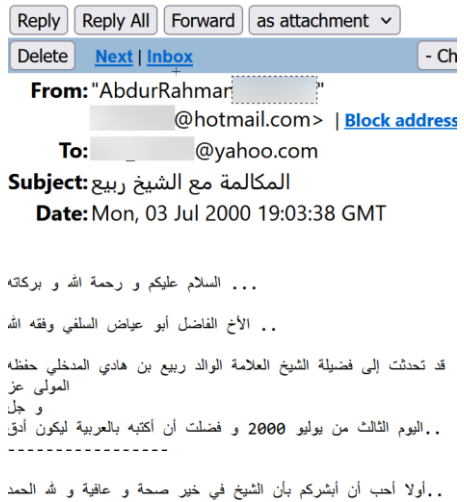 Reply Reply All Forward as attachment
Delete Next | Inbox - Ch
From: "AbdurRahman "
@hotmail.com> | Block address
To: _ @yahoo.com
Subject: المكالمة مع الشيخ ربيع
Date: Mon, 03 Jul 2000 19:03:38 GMT
... السلام عليكم و رحمة الله و بركاته
.. الأخ الفاضل أبو عياض السلفي وفقه الله
قد تحدثت إلى فضيلة الشيخ العلامة الوالد ربيع بن هادي المدخلي حفظه
المولى عز
و جل
..اليوم الثالث من يوليو 2000 و فضلت أن أكتبه بالعربية ليكون أدق
-----------------
..أولا أحب أن أبشركم بأن الشيخ في خير صحة و عافية و لله الحمد